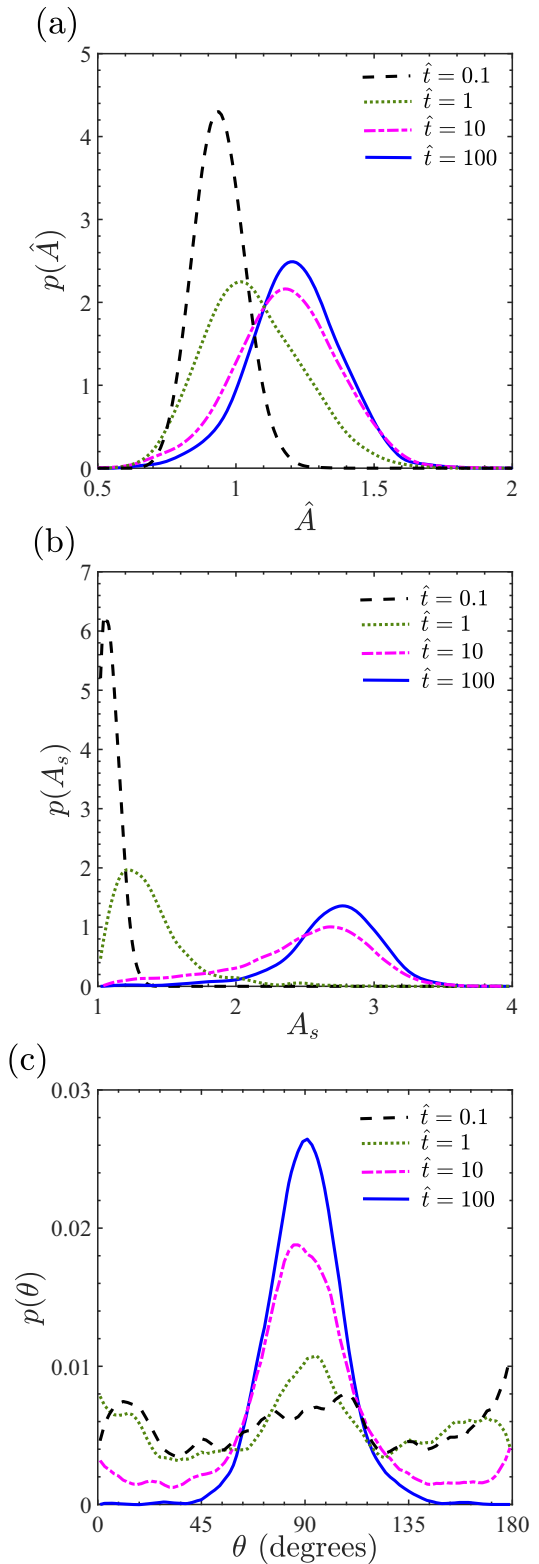 (a)
5
4
3
2
1
0
p(Â)
t̂ = 0.1
t̂ = 1
t̂ = 10
t̂ = 100
0.5 1 1.5 2
Â
(b)
7
6
5
4
3
2
1
0
p(Aₛ)
t̂ = 0.1
t̂ = 1
t̂ = 10
t̂ = 100
1 2 3 4
Aₛ
(c)
0.03
0.02
0.01
0
p(θ)
t̂ = 0.1
t̂ = 1
t̂ = 10
t̂ = 100
0 45 90 135 180
θ (degrees)